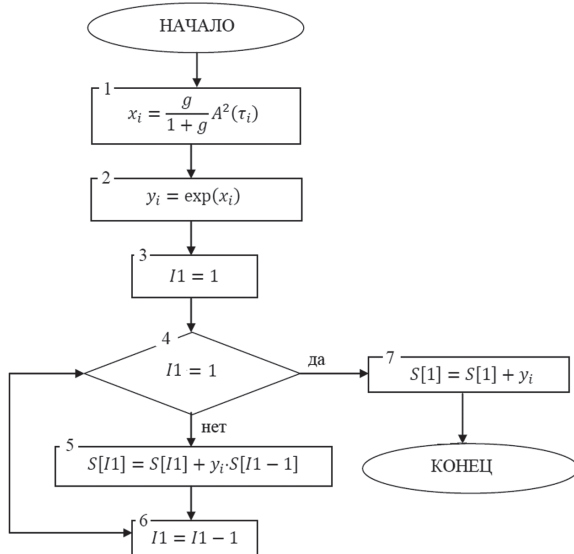 НАЧАЛО
1
x_i = g / (1 + g) A²(τ_i)
2
y_i = exp(x_i)
3
I1 = 1
4
I1 = 1
да
7
S[1] = S[1] + y_i
нет
5
S[I1] = S[I1] + y_i·S[I1 − 1]
КОНЕЦ
6
I1 = I1 − 1